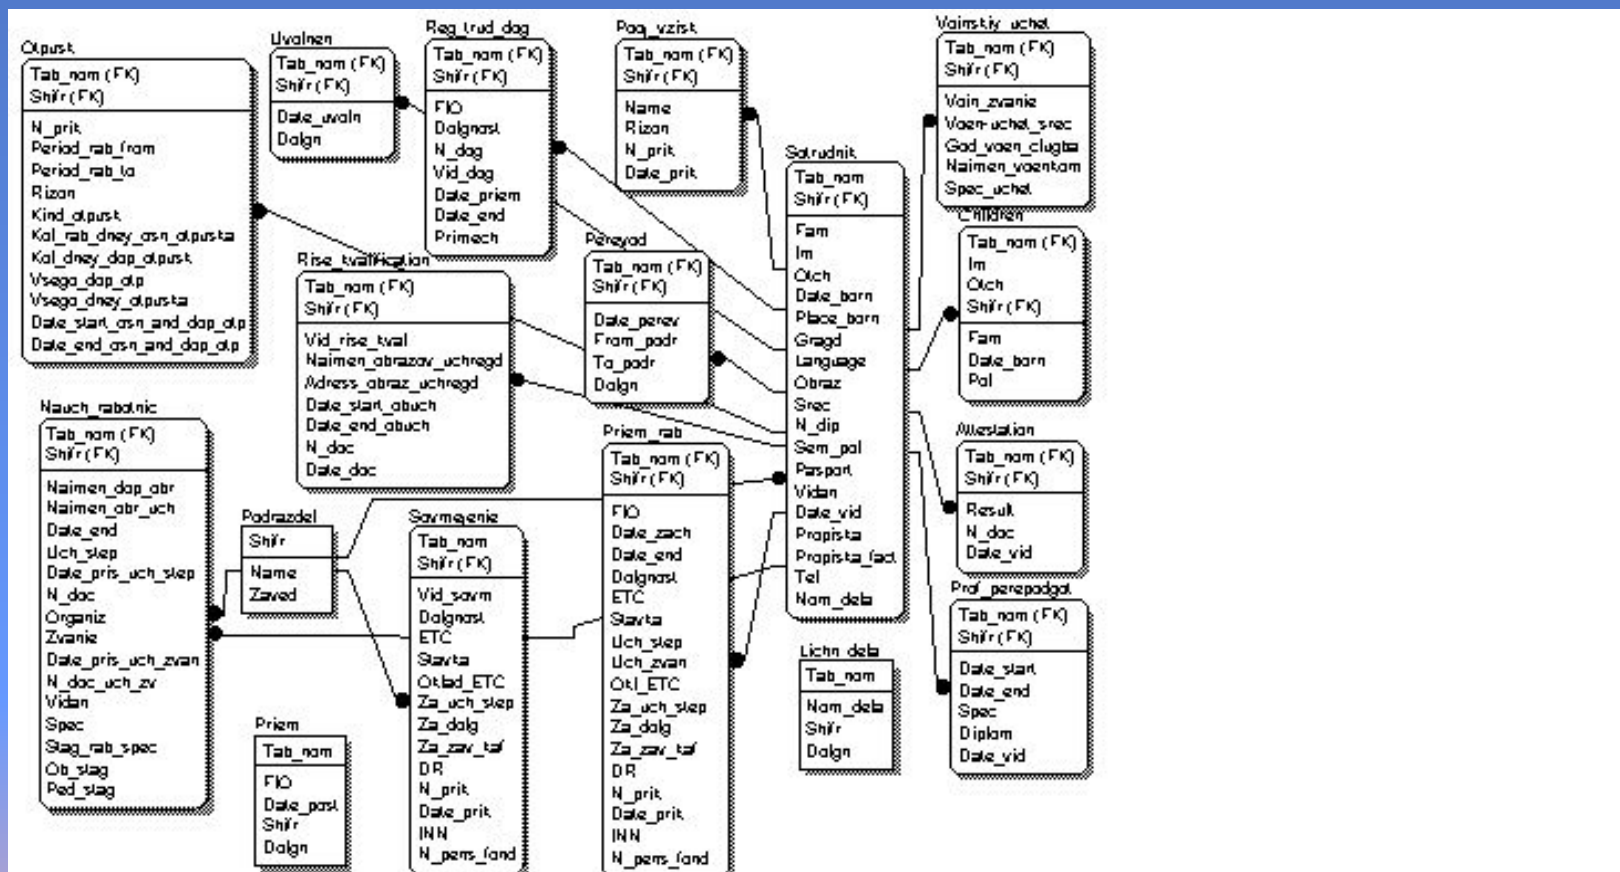 Otpusk
Tab_nom (FK)
Shifr (FK)
N_prik
Period_rab_from
Period_rab_to
Rizon
Kind_otpusk
Kol_rab_dney_osn_otpuska
Kol_dney_dop_otpusk
Vsego_dop_otp
Vsego_dney_otpuska
Date_start_osn_and_dop_otp
Date_end_osn_and_dop_otp
Uvolnen
Tab_nom (FK)
Shifr (FK)
Date_uvoln
Dolgn
Reg_trud_dog
Tab_nom (FK)
Shifr (FK)
FIO
Dolgnost
N_dog
Vid_dog
Date_priem
Date_end
Primech
Poq_vzisk
Tab_nom (FK)
Shifr (FK)
Name
Rizon
N_prik
Date_prik
Voinskiy_uchet
Tab_nom (FK)
Shifr (FK)
Voin_zvanie
Voen-uchet_srec
God_voen_clugba
Naimen_voenkom
Spec_uchet
Sotrudnik
Tab_nom
Shifr (FK)
Fam
Im
Otch
Date_born
Place_born
Gragd
Language
Obraz
Srec
N_dip
Sem_pol
Pasport
Vidan
Date_vid
Propiska
Propiska_fact
Tel
Nom_dela
Children
Tab_nom (FK)
Im
Otch
Shifr (FK)
Fam
Date_born
Pol
Rise_kvalification
Tab_nom (FK)
Shifr (FK)
Vid_rise_kval
Naimen_obrazov_uchregd
Adress_obraz_uchregd
Date_start_obuch
Date_end_obuch
N_doc
Date_doc
Pereyod
Tab_nom (FK)
Shifr (FK)
Date_perev
From_podr
To_podr
Dolgn
Nauch_rabotnic
Tab_nom (FK)
Shifr (FK)
Naimen_dop_obr
Naimen_obr_uch
Date_end
Uch_step
Date_pris_uch_step
N_doc
Organiz
Zvanie
Date_pris_uch_zvan
N_doc_uch_zv
Vidan
Spec
Stag_rab_spec
Ob_stag
Ped_stag
Podrazdel
Shifr
Name
Zaved
Sovmejenie
Tab_nom
Shifr (FK)
Vid_sovm
Dolgnost
ETC
Stavka
Oklad_ETC
Za_uch_step
Za_dolg
Za_zav_kaf
DR
N_prik
Date_prik
INN
N_pens_fond
Priem_rab
Tab_nom (FK)
Shifr (FK)
FIO
Date_zach
Date_end
Dolgnost
ETC
Stavka
Uch_step
Uch_zvan
Okl_ETC
Za_uch_step
Za_dolg
Za_zav_kaf
DR
N_prik
Date_prik
INN
N_pens_fond
Attestation
Tab_nom (FK)
Shifr (FK)
Result
N_doc
Date_vid
Prof_perepodgot
Tab_nom (FK)
Shifr (FK)
Date_start
Date_end
Spec
Diplom
Date_vid
Lichn_dela
Tab_nom
Nom_dela
Shifr
Dolgn
Priem
Tab_nom
FIO
Date_post
Shifr
Dolgn